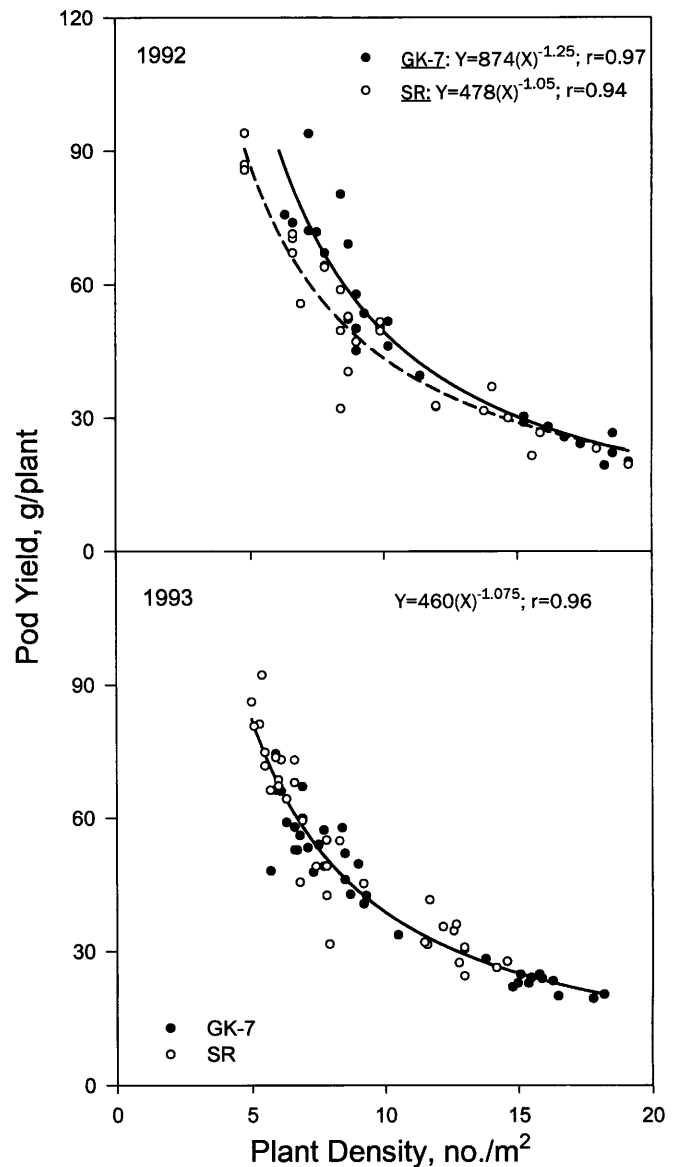 120
1992
GK-7: Y=874(X)^-1.25; r=0.97
SR: Y=478(X)^-1.05; r=0.94
90
60
30
0
Pod Yield, g/plant
1993
Y=460(X)^-1.075; r=0.96
90
60
30
GK-7
SR
0
0 5 10 15 20
Plant Density, no./m²